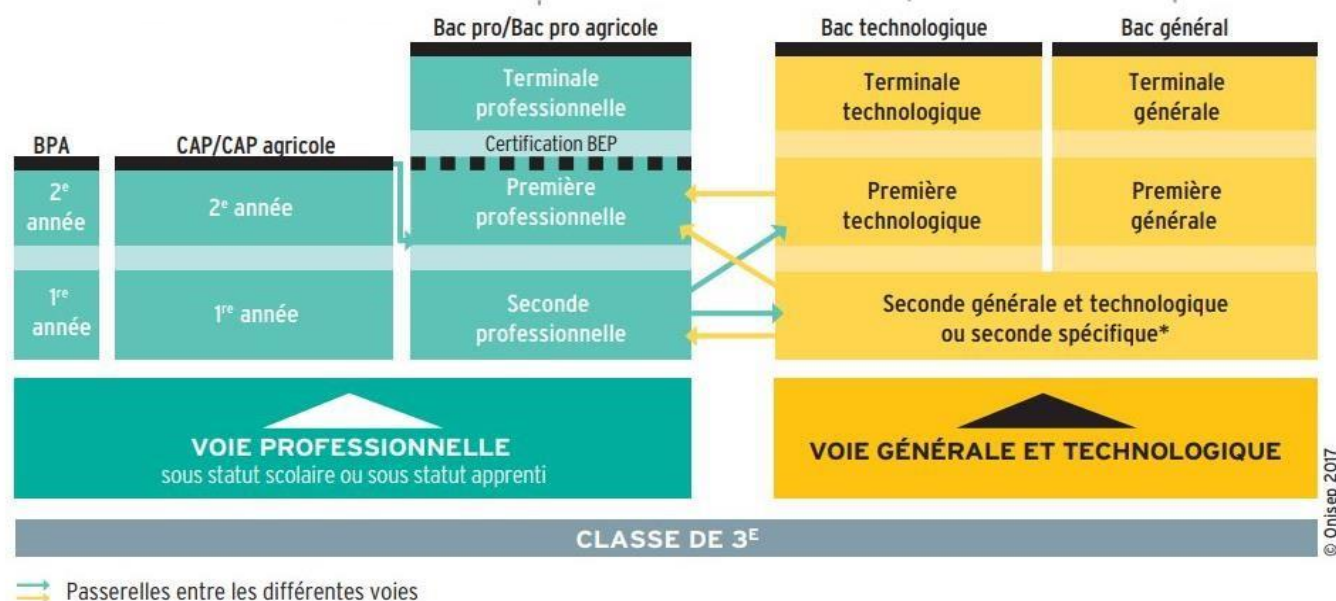 Bac pro/Bac pro agricole
Bac technologique
Bac général
Terminale
professionnelle
Terminale
technologique
Terminale
générale
BPA
CAP/CAP agricole
Certification BEP
2e
année
2e année
Première
professionnelle
Première
technologique
Première
générale
1re
année
1re année
Seconde
professionnelle
Seconde générale et technologique
ou seconde spécifique*
VOIE PROFESSIONNELLE
sous statut scolaire ou sous statut apprenti
VOIE GÉNÉRALE ET TECHNOLOGIQUE
© Onisep 2017
CLASSE DE 3E
Passerelles entre les différentes voies